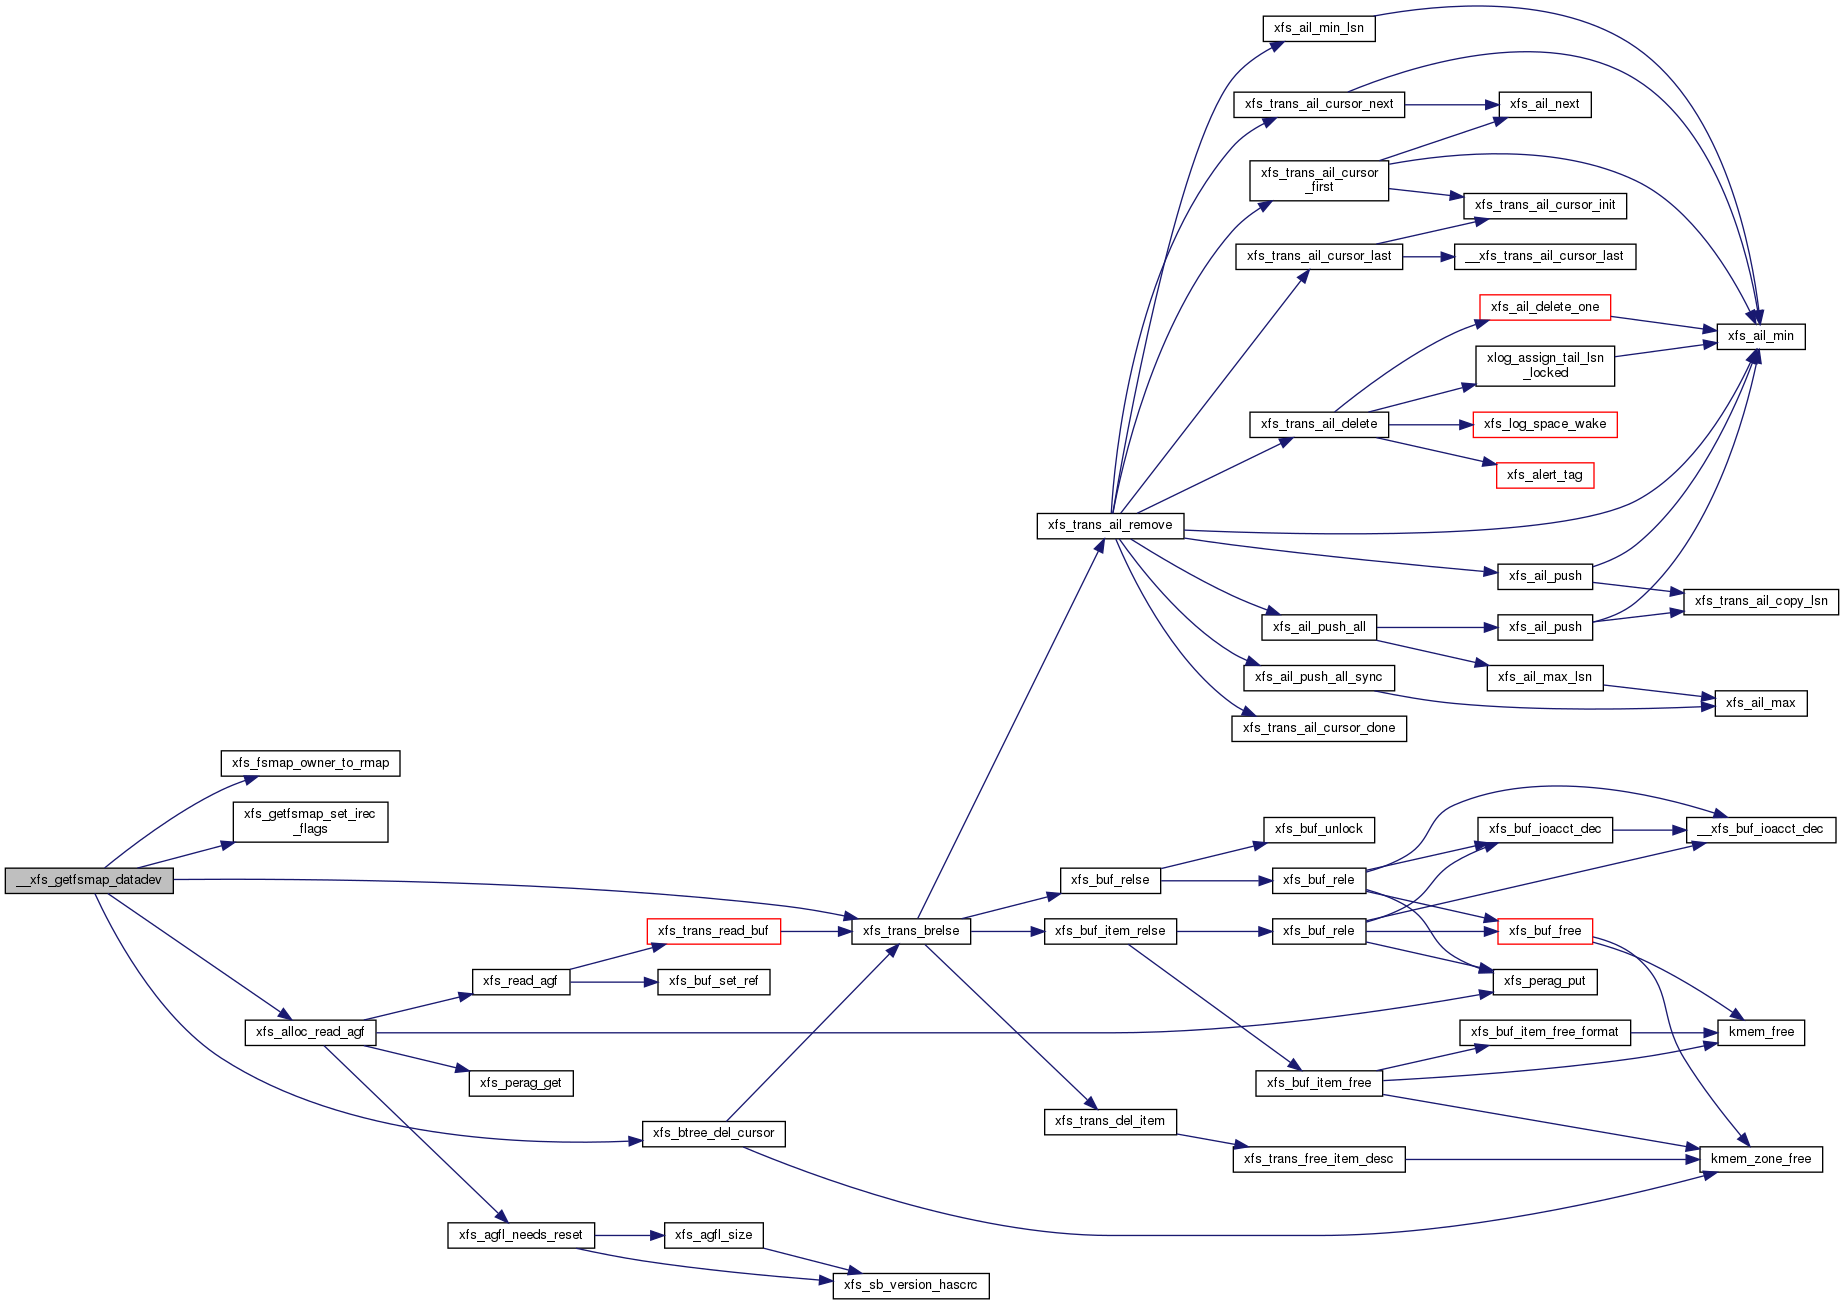 xfs_ail_min_lsn
xfs_trans_ail_cursor_next
xfs_ail_next
xfs_trans_ail_cursor
_first
xfs_trans_ail_cursor_init
xfs_trans_ail_cursor_last
__xfs_trans_ail_cursor_last
xfs_ail_delete_one
xfs_ail_min
xlog_assign_tail_lsn
_locked
xfs_trans_ail_delete
xfs_log_space_wake
xfs_alert_tag
xfs_trans_ail_remove
xfs_ail_push
xfs_trans_ail_copy_lsn
xfs_ail_push_all
xfs_ail_push
xfs_ail_push_all_sync
xfs_ail_max_lsn
xfs_ail_max
xfs_trans_ail_cursor_done
xfs_fsmap_owner_to_rmap
xfs_getfsmap_set_irec
_flags
xfs_buf_unlock
xfs_buf_ioacct_dec
__xfs_buf_ioacct_dec
__xfs_getfsmap_datadev
xfs_buf_relse
xfs_buf_rele
xfs_trans_read_buf
xfs_trans_brelse
xfs_buf_item_relse
xfs_buf_rele
xfs_buf_free
xfs_read_agf
xfs_buf_set_ref
xfs_perag_put
xfs_alloc_read_agf
xfs_buf_item_free_format
kmem_free
xfs_perag_get
xfs_buf_item_free
xfs_btree_del_cursor
xfs_trans_del_item
xfs_trans_free_item_desc
kmem_zone_free
xfs_agfl_needs_reset
xfs_agfl_size
xfs_sb_version_hascrc